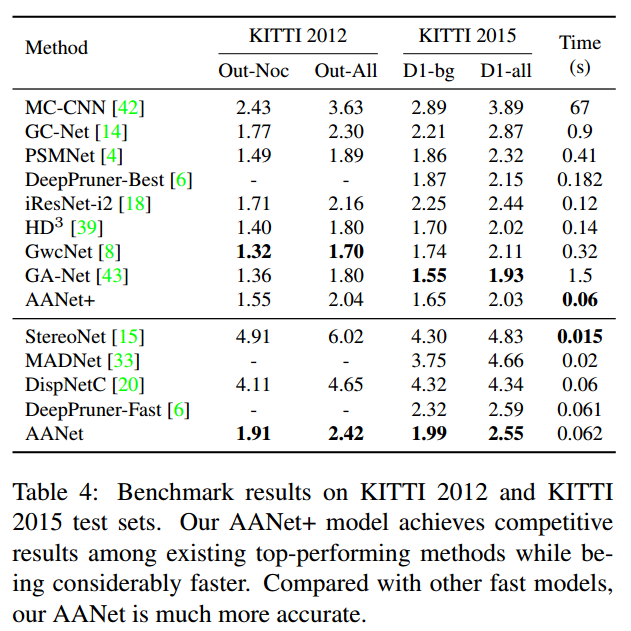 Method KITTI 2012 KITTI 2015 Time (s)
Out-Noc Out-All D1-bg D1-all
MC-CNN [42] 2.43 3.63 2.89 3.89 67
GC-Net [14] 1.77 2.30 2.21 2.87 0.9
PSMNet [4] 1.49 1.89 1.86 2.32 0.41
DeepPruner-Best [6] - - 1.87 2.15 0.182
iResNet-i2 [18] 1.71 2.16 2.25 2.44 0.12
HD³ [39] 1.40 1.80 1.70 2.02 0.14
GwcNet [8] 1.32 1.70 1.74 2.11 0.32
GA-Net [43] 1.36 1.80 1.55 1.93 1.5
AANet+ 1.55 2.04 1.65 2.03 0.06
StereoNet [15] 4.91 6.02 4.30 4.83 0.015
MADNet [33] - - 3.75 4.66 0.02
DispNetC [20] 4.11 4.65 4.32 4.34 0.06
DeepPruner-Fast [6] - - 2.32 2.59 0.061
AANet 1.91 2.42 1.99 2.55 0.062
Table 4: Benchmark results on KITTI 2012 and KITTI
2015 test sets. Our AANet+ model achieves competitive
results among existing top-performing methods while be-
ing considerably faster. Compared with other fast models,
our AANet is much more accurate.